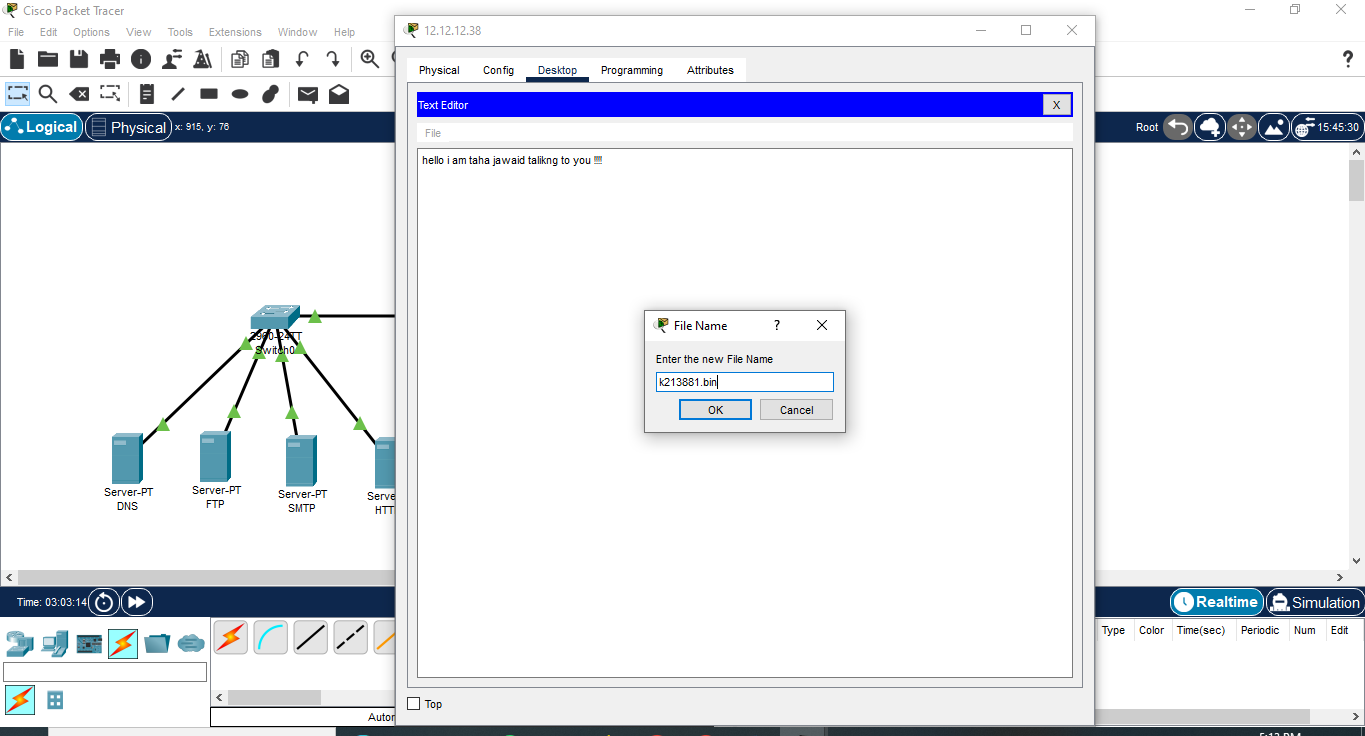 Cisco Packet Tracer
File Edit Options View Tools Extensions Window Help
?
Logical Physical x: 915, y: 76
Root 15:45:30
2960-24TT
Switch0
Server-PT
DNS
Server-PT
FTP
Server-PT
SMTP
Serve
HTT
12.12.12.38
Physical Config Desktop Programming Attributes
Text Editor X
File
hello i am taha jawaid talikng to you
File Name ?
Enter the new File Name
k213881.bin
OK Cancel
Top
Time: 03:03:14
Realtime Simulation
Type Color Time(sec) Periodic Num Edit
Autor